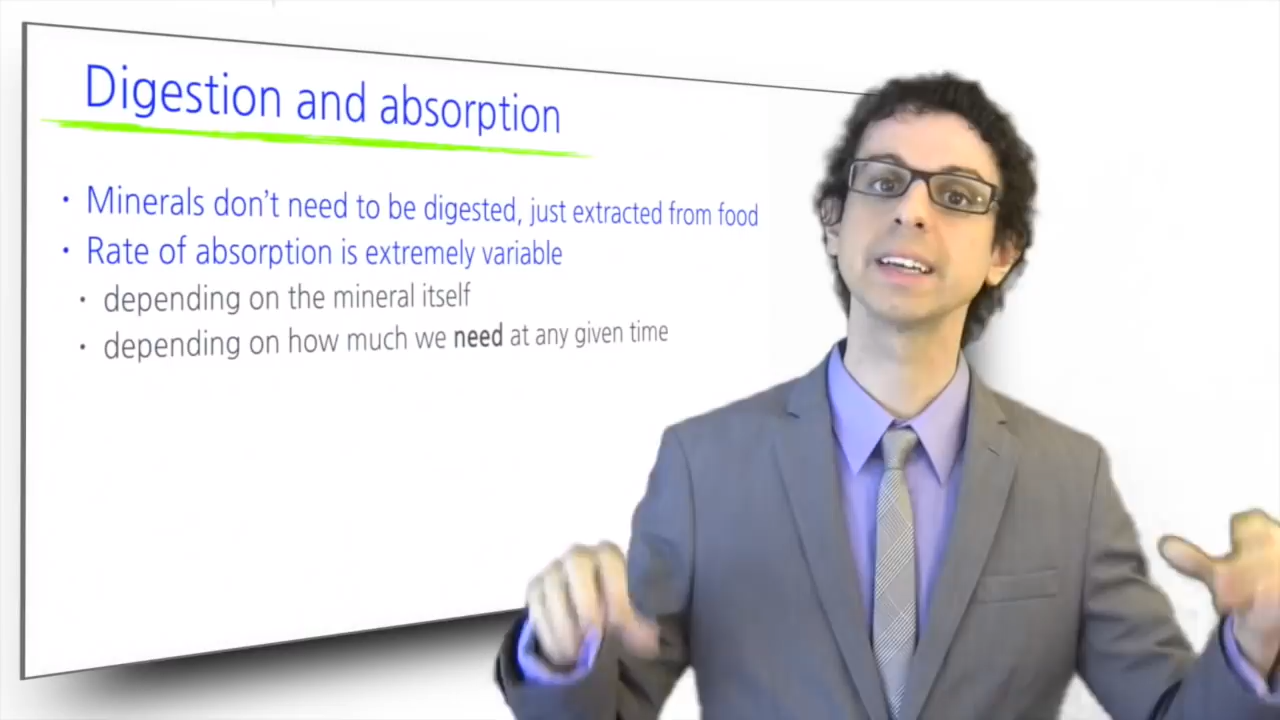 Digestion and absorption
• Minerals don't need to be digested, just extracted from food
• Rate of absorption is extremely variable
• depending on the mineral itself
• depending on how much we need at any given time